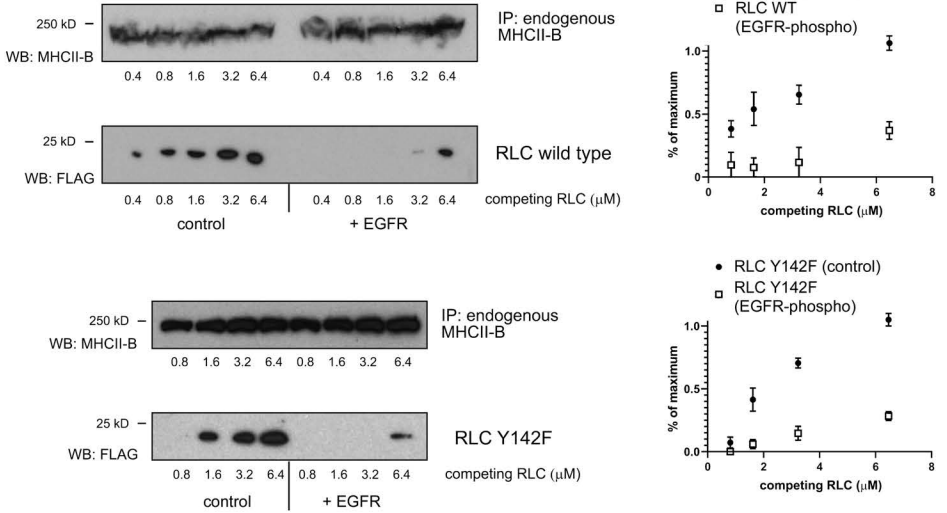 250 kD
WB: MHCII-B
IP: endogenous
MHCII-B
0.4 0.8 1.6 3.2 6.4 0.4 0.8 1.6 3.2 6.4
25 kD
WB: FLAG
RLC wild type
0.4 0.8 1.6 3.2 6.4 0.4 0.8 1.6 3.2 6.4 competing RLC (μM)
control + EGFR
RLC WT
(EGFR-phospho)
% of maximum
1.0
0.5
0
0 2 4 6 8
competing RLC (μM)
250 kD
WB: MHCII-B
IP: endogenous
MHCII-B
0.8 1.6 3.2 6.4 0.8 1.6 3.2 6.4
25 kD
WB: FLAG
RLC Y142F
0.8 1.6 3.2 6.4 0.8 1.6 3.2 6.4 competing RLC (μM)
control + EGFR
RLC Y142F (control)
RLC Y142F
(EGFR-phospho)
% of maximum
1.0
0.5
0.0
0 2 4 6 8
competing RLC (μM)